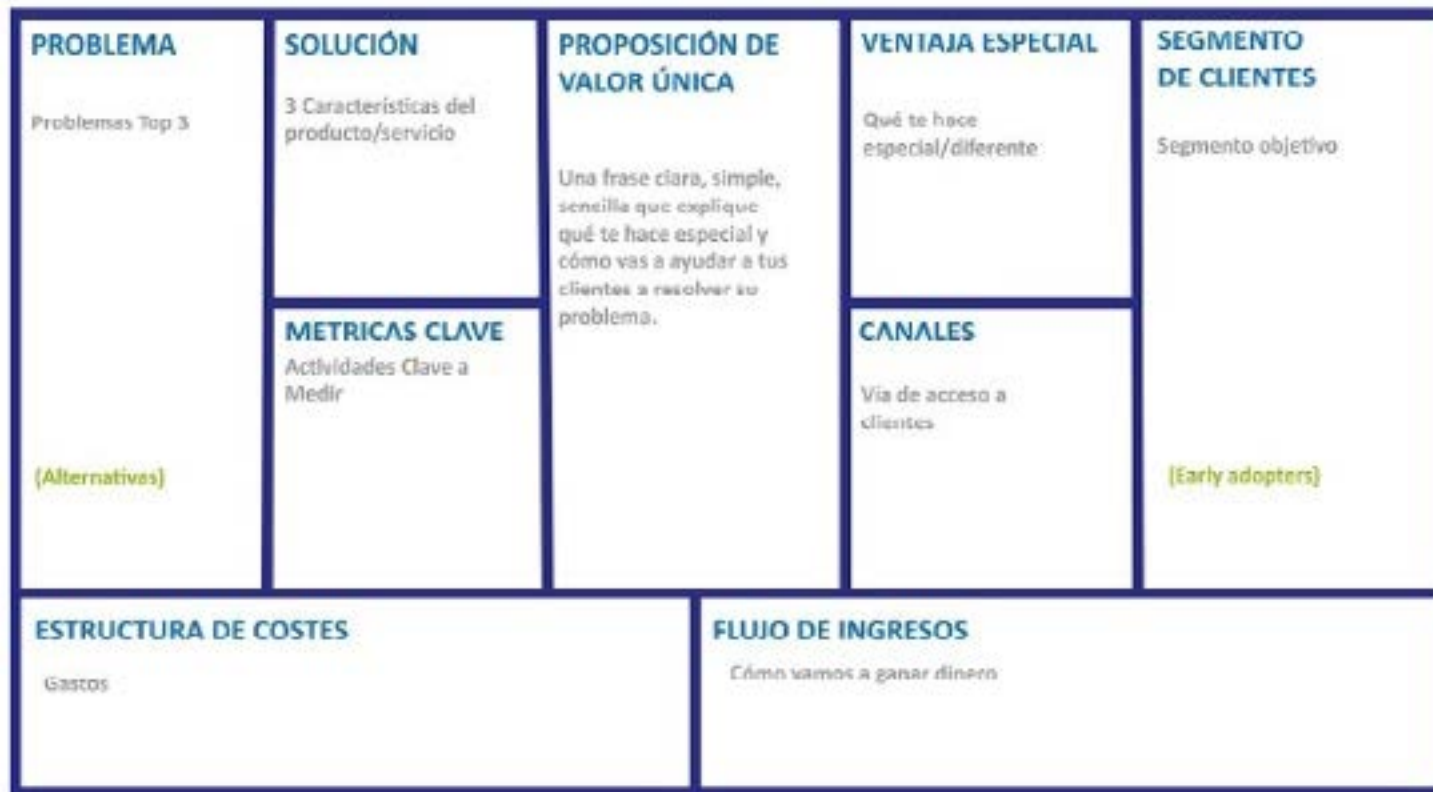 PROBLEMA
Problemas Top 3
(Alternativas)
SOLUCIÓN
3 Características del
producto/servicio
METRICAS CLAVE
Actividades Clave a
Medir
PROPOSICIÓN DE
VALOR ÚNICA
Una frase clara, simple,
sencilla que explique
qué te hace especial y
cómo vas a ayudar a tus
clientes a resolver su
problema.
VENTAJA ESPECIAL
Qué te hace
especial/diferente
CANALES
Vía de acceso a
clientes
SEGMENTO
DE CLIENTES
Segmento objetivo
(Early adopters)
ESTRUCTURA DE COSTES
Gastos
FLUJO DE INGRESOS
Cómo vamos a ganar dinero